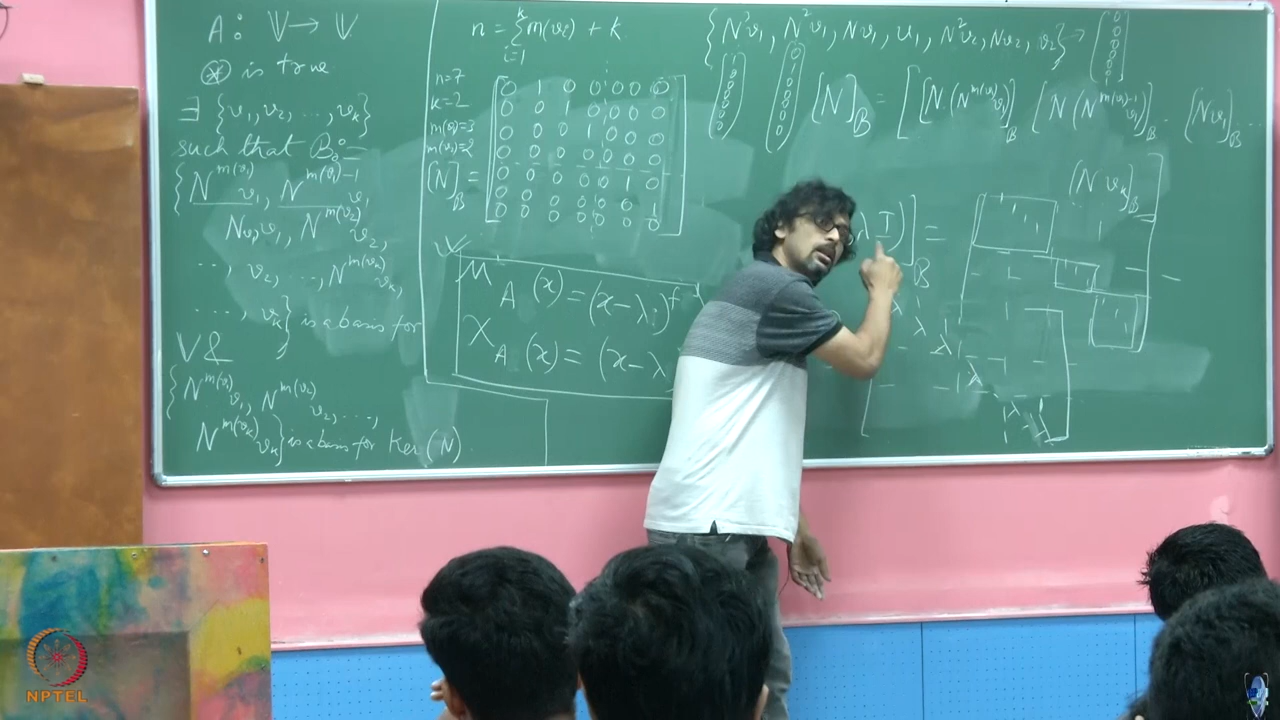 A: V → V
⊛ is true
∃ {v₁, v₂, ..., vₖ}
such that B:=
{N^{m(v₁)} v₁, N^{m(v₁)-1} v₁,
N^{m(v₂)} v₂,
.., v₂, ..., N^{m(vₖ)} vₖ,
..., vₖ} is a basis for
V &
{N^{m(v₁)} v₁, N^{m(v₂)} v₂, ...,
N^{m(vₖ)} vₖ} is a basis for Ker (N)
n = Σ_{i=1}^{k} m(vᵢ) + k
n=7
k=2
m(v₁)=3
m(v₂)=2
[N]_B =
0 1 0 0 0 0 0
0 0 1 0 0 0 0
0 0 0 1 0 0 0
0 0 0 0 0 0 0
0 0 0 0 0 1 0
0 0 0 0 0 0 1
0 0 0 0 0 0 0
M_A (x) = (x-λ)
χ_A (x) = (x-λ
{N³v₁, N²v₁, Nv₁, v₁, N²v₂, Nv₂, v₂}
[N]_B = [[N(N^{m(v₁)}v₁)]_B [N(N^{m(v₁)-1})]_B .. [Nv₁]_B ...
[N vₖ]_B]
λI)]_B =
λ
λ
λ
λ
λ
NPTEL